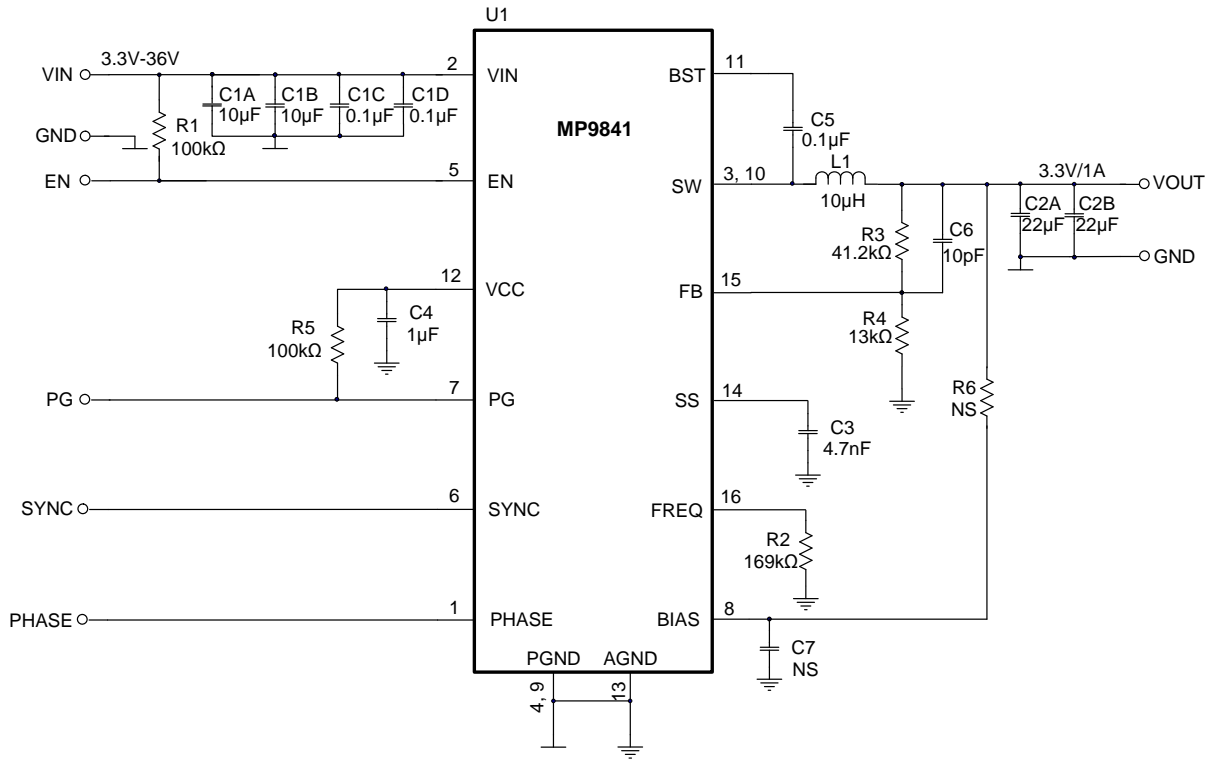 U1
3.3V-36V
VIN
2
VIN
BST
11
C1A
10µF
C1B
10µF
C1C
0.1µF
C1D
0.1µF
GND
R1
100kΩ
MP9841
C5
0.1µF
EN
5
EN
SW
3, 10
L1
10µH
3.3V/1A
VOUT
C2A
22µF
C2B
22µF
R3
41.2kΩ
C6
10pF
GND
12
VCC
FB
15
R5
100kΩ
C4
1µF
R4
13kΩ
PG
7
PG
SS
14
R6
NS
C3
4.7nF
SYNC
6
SYNC
FREQ
16
R2
169kΩ
PHASE
1
PHASE
BIAS
8
C7
NS
PGND
AGND
4, 9
13